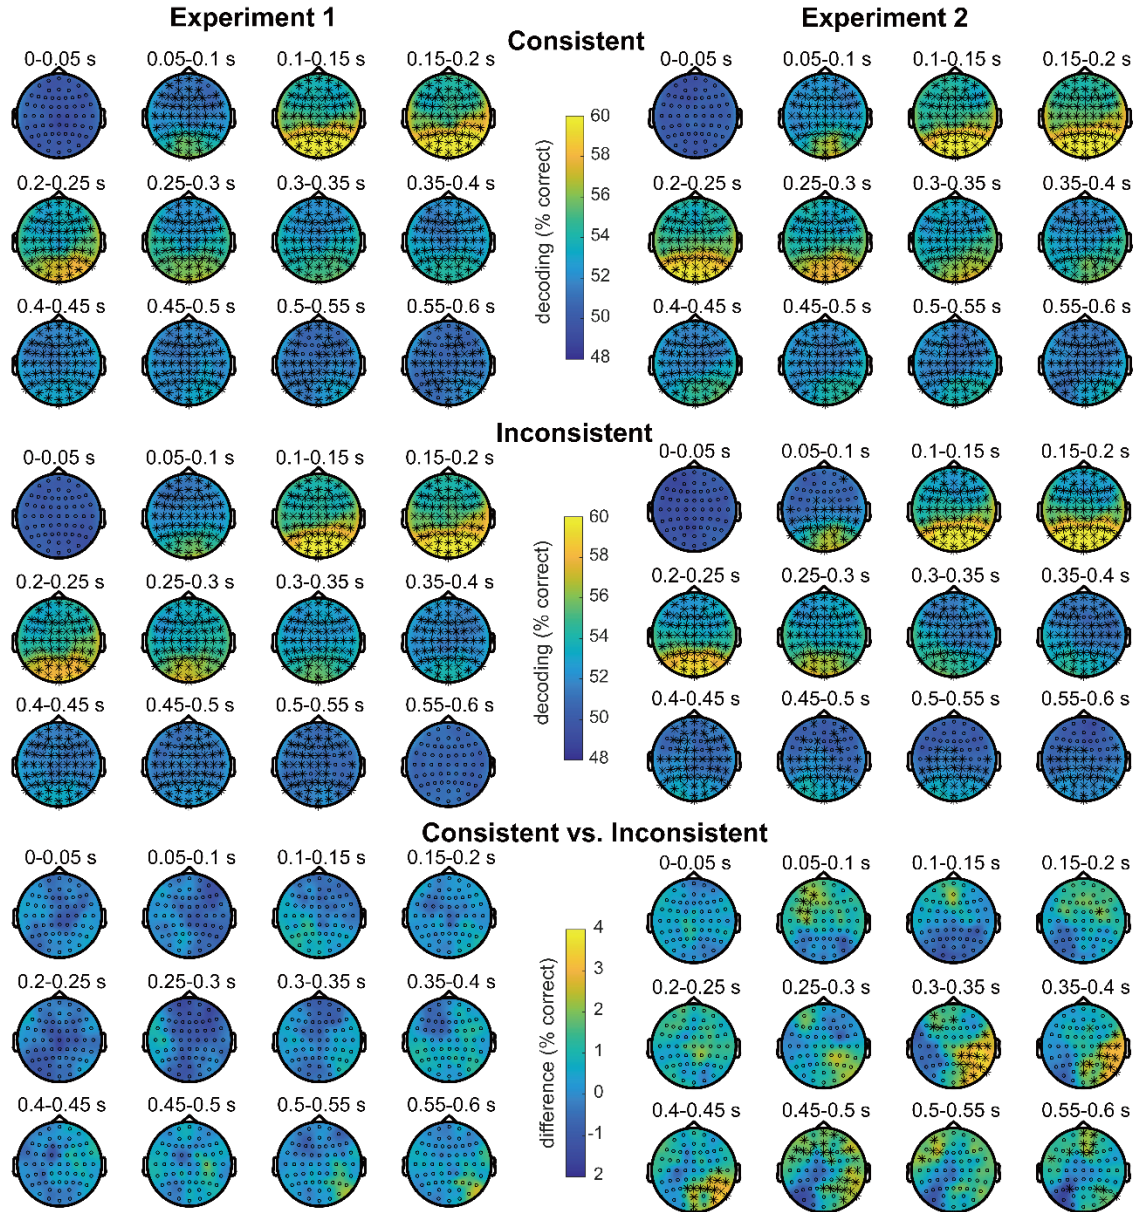 Experiment 1
Experiment 2
Consistent
0-0.05 s 0.05-0.1 s 0.1-0.15 s 0.15-0.2 s
0.2-0.25 s 0.25-0.3 s 0.3-0.35 s 0.35-0.4 s
0.4-0.45 s 0.45-0.5 s 0.5-0.55 s 0.55-0.6 s
60
58
56
54
52
50
48
decoding (% correct)
0-0.05 s 0.05-0.1 s 0.1-0.15 s 0.15-0.2 s
0.2-0.25 s 0.25-0.3 s 0.3-0.35 s 0.35-0.4 s
0.4-0.45 s 0.45-0.5 s 0.5-0.55 s 0.55-0.6 s
Inconsistent
0-0.05 s 0.05-0.1 s 0.1-0.15 s 0.15-0.2 s
0.2-0.25 s 0.25-0.3 s 0.3-0.35 s 0.35-0.4 s
0.4-0.45 s 0.45-0.5 s 0.5-0.55 s 0.55-0.6 s
60
58
56
54
52
50
48
decoding (% correct)
0-0.05 s 0.05-0.1 s 0.1-0.15 s 0.15-0.2 s
0.2-0.25 s 0.25-0.3 s 0.3-0.35 s 0.35-0.4 s
0.4-0.45 s 0.45-0.5 s 0.5-0.55 s 0.55-0.6 s
Consistent vs. Inconsistent
0-0.05 s 0.05-0.1 s 0.1-0.15 s 0.15-0.2 s
0.2-0.25 s 0.25-0.3 s 0.3-0.35 s 0.35-0.4 s
0.4-0.45 s 0.45-0.5 s 0.5-0.55 s 0.55-0.6 s
4
3
2
1
0
-1
2
difference (% correct)
0-0.05 s 0.05-0.1 s 0.1-0.15 s 0.15-0.2 s
0.2-0.25 s 0.25-0.3 s 0.3-0.35 s 0.35-0.4 s
0.4-0.45 s 0.45-0.5 s 0.5-0.55 s 0.55-0.6 s